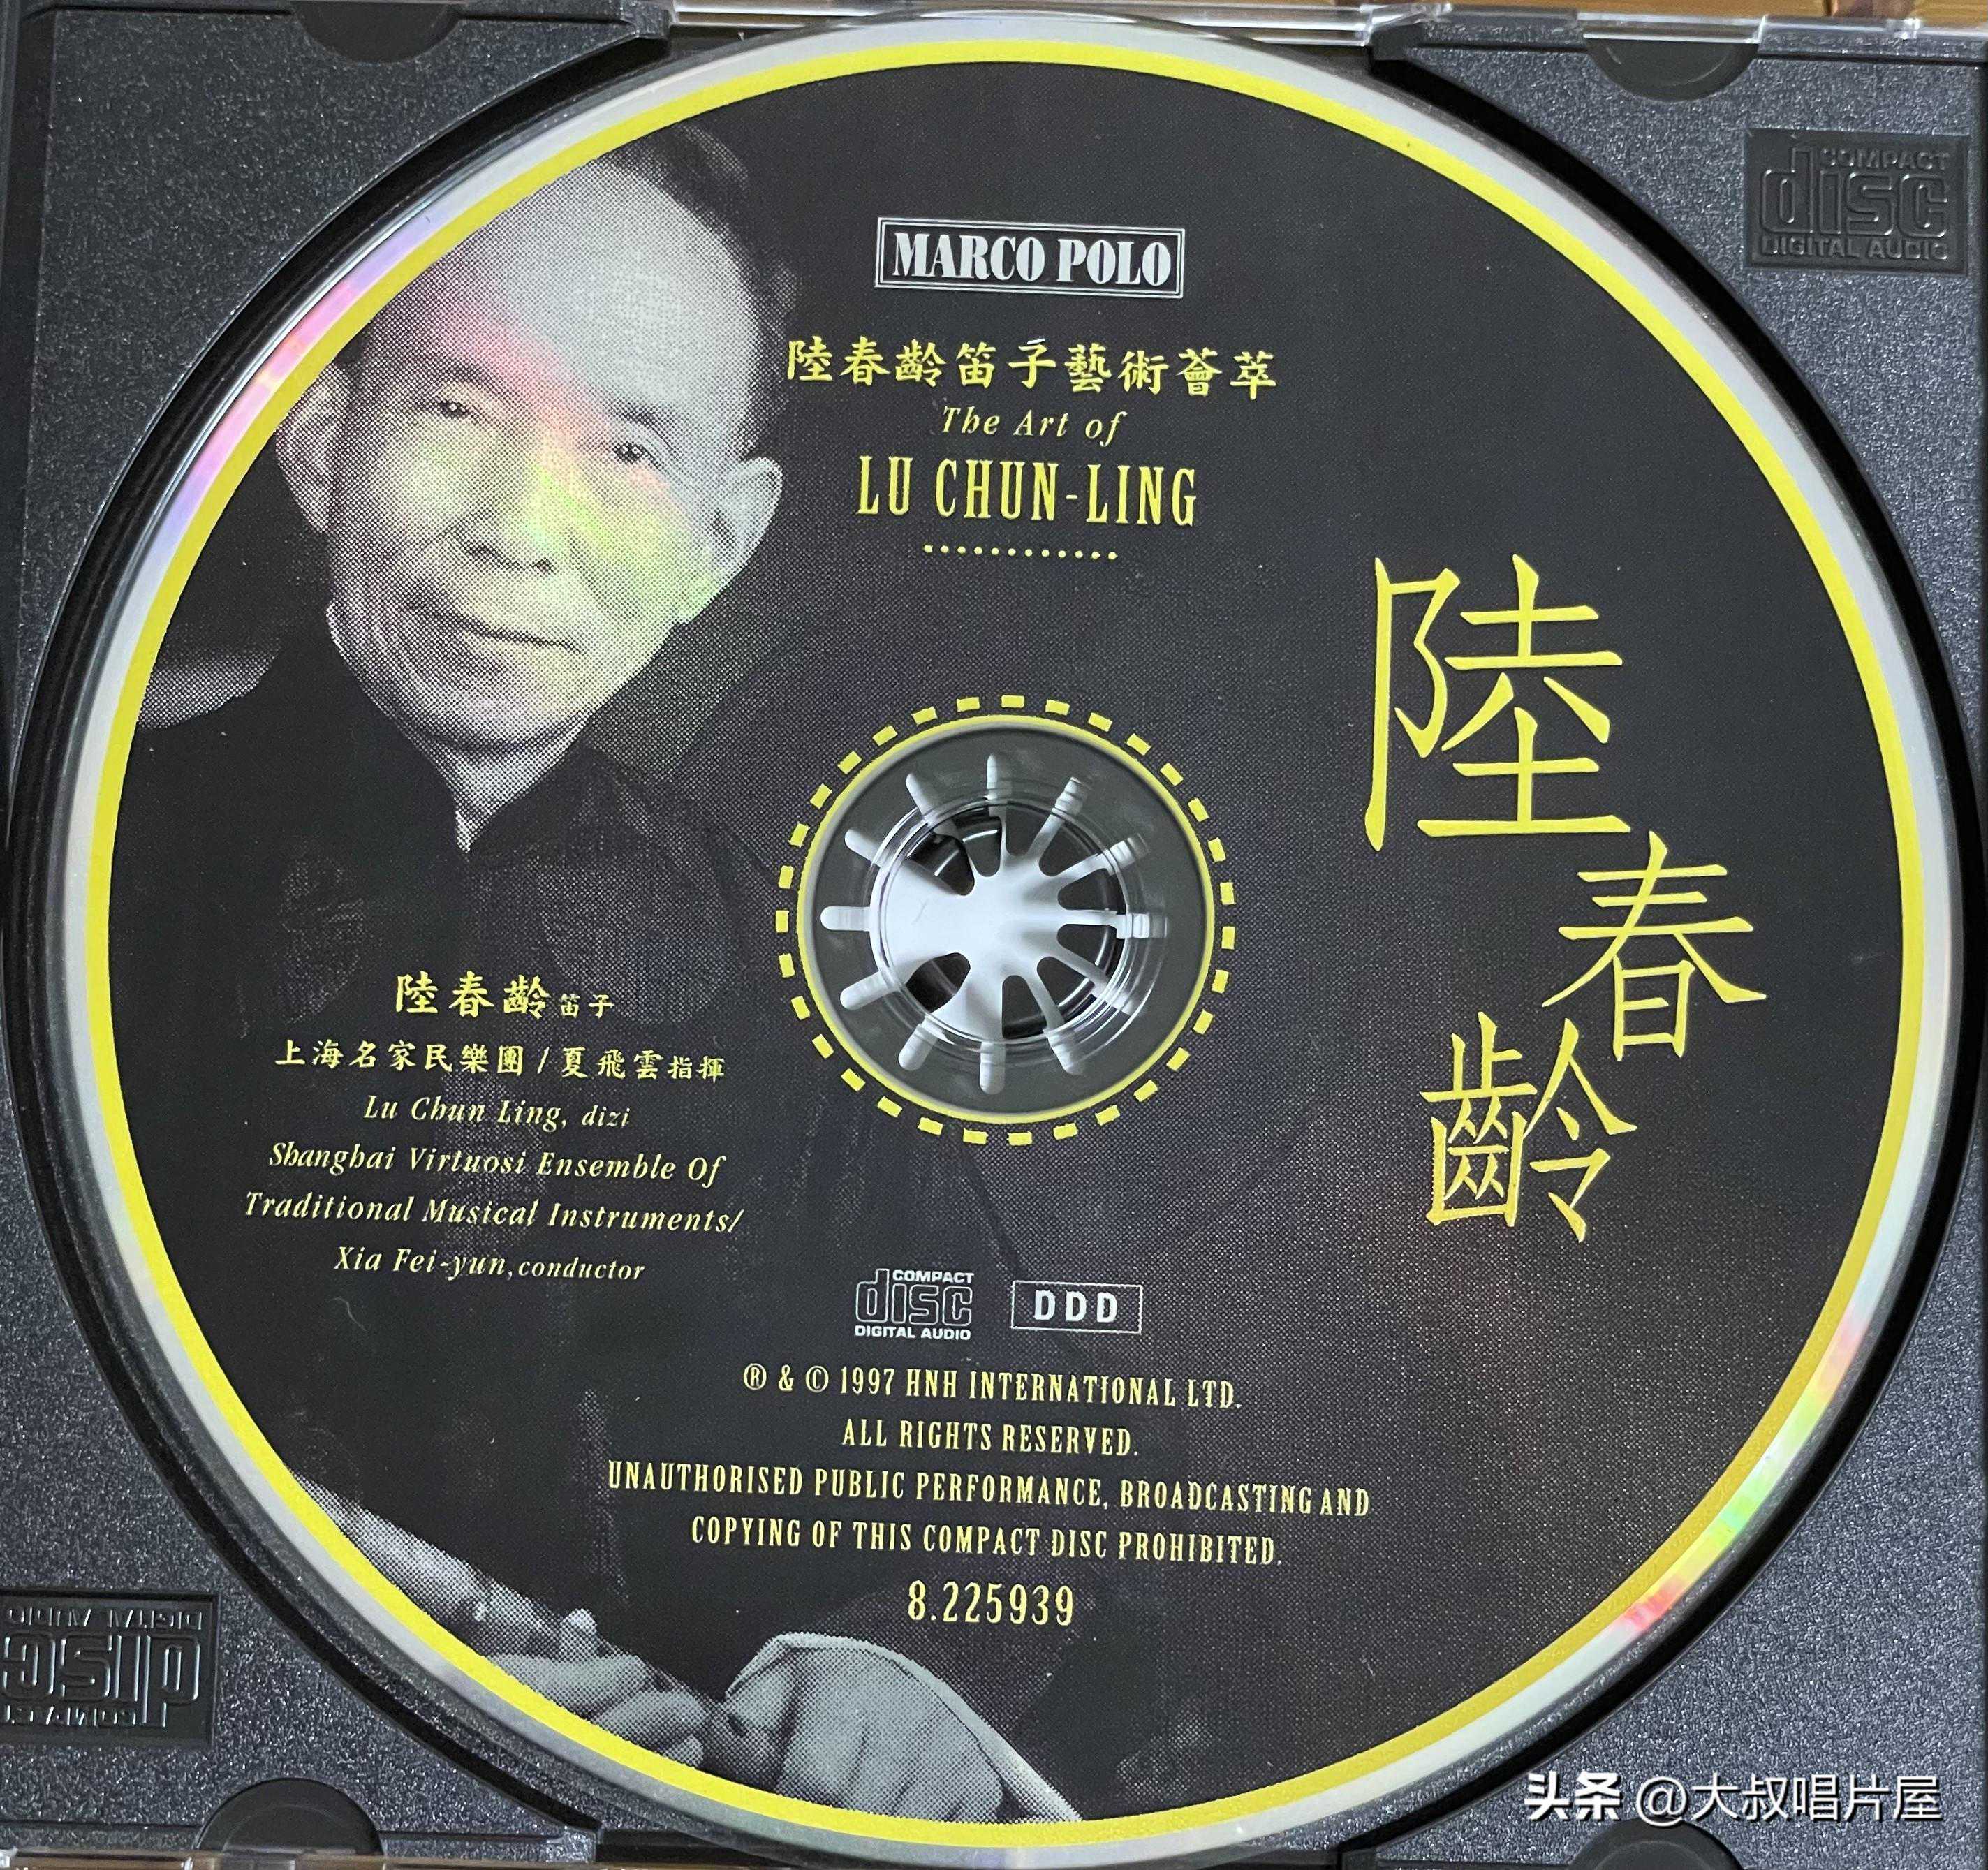 MARCO POLO
陸春齡笛子藝術薈萃
The Art of
LU CHUN-LING
陸春齡
陸春齡 笛子
上海名家民樂團 / 夏飛雲指揮
Lu Chun Ling, dizi
Shanghai Virtuosi Ensemble Of
Traditional Musical Instruments/
Xia Fei-yun, conductor
COMPACT
disc
DIGITAL AUDIO
DDD
® & © 1997 HNH INTERNATIONAL LTD.
ALL RIGHTS RESERVED.
UNAUTHORISED PUBLIC PERFORMANCE, BROADCASTING AND
COPYING OF THIS COMPACT DISC PROHIBITED.
8.225939
COMPACT
disc
DIGITAL AUDIO
COMPACT
disc
DIGITAL AUDIO
头条 @大叔唱片屋